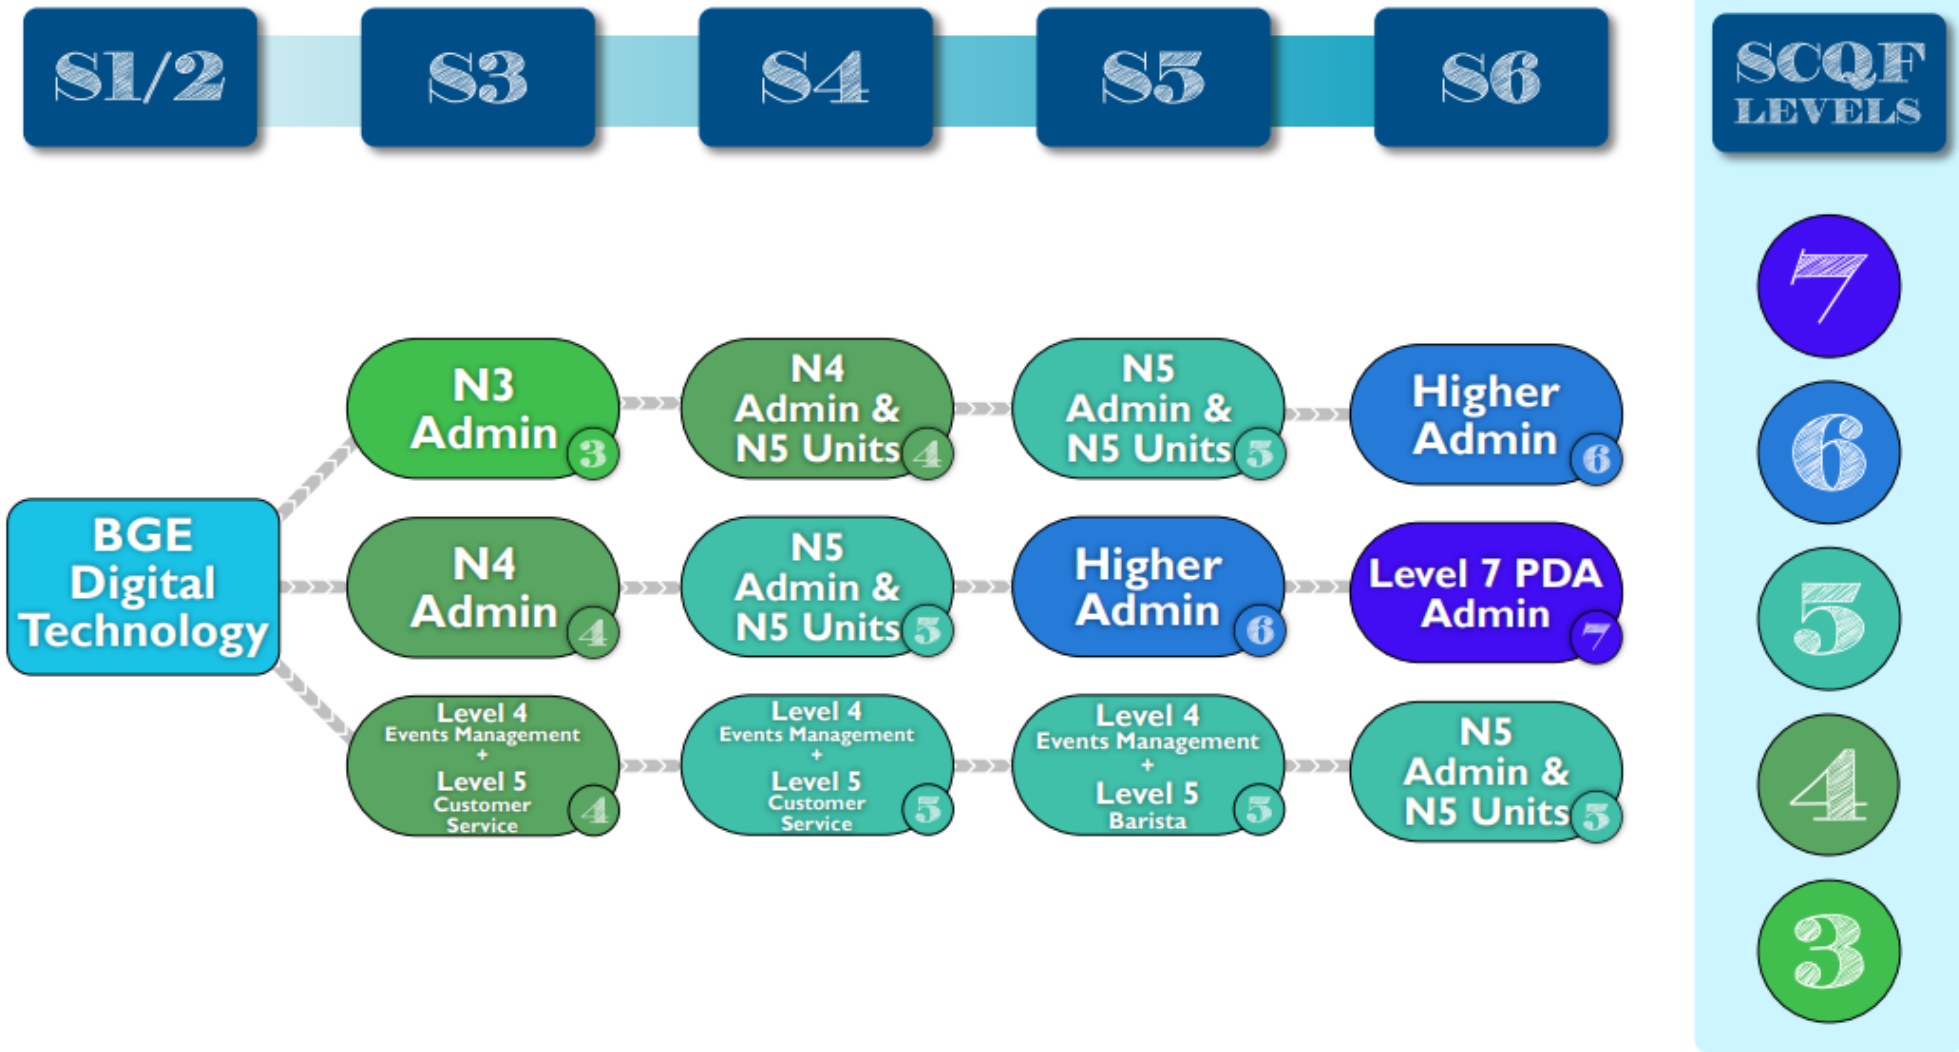 S1/2
S3
S4
S5
S6
SCQF
LEVELS
BGE
Digital
Technology
N3
Admin
3
N4
Admin &
N5 Units
4
N5
Admin &
N5 Units
5
Higher
Admin
6
N4
Admin
4
N5
Admin &
N5 Units
5
Higher
Admin
6
Level 7 PDA
Admin
7
Level 4
Events Management
+
Level 5
Customer
Service
4
Level 4
Events Management
+
Level 5
Customer
Service
5
Level 4
Events Management
+
Level 5
Barista
5
N5
Admin &
N5 Units
5
7
6
5
4
3